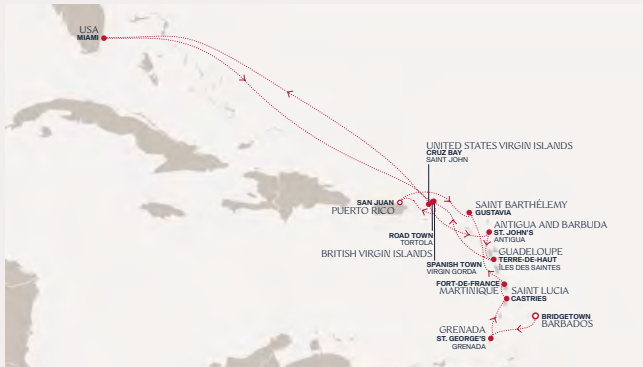 USA
MIAMI
UNITED STATES VIRGIN ISLANDS
CRUZ BAY
SAINT JOHN
SAN JUAN
PUERTO RICO
SAINT BARTHÉLEMY
GUSTAVIA
ROAD TOWN
TORTOLA
BRITISH VIRGIN ISLANDS
SPANISH TOWN
VIRGIN GORDA
ANTIGUA AND BARBUDA
ST. JOHN'S
ANTIGUA
GUADELOUPE
TERRE-DE-HAUT
ÎLES DES SAINTES
FORT-DE-FRANCE
MARTINIQUE
SAINT LUCIA
CASTRIES
BRIDGETOWN
BARBADOS
GRENADA
ST. GEORGE'S
GRENADA